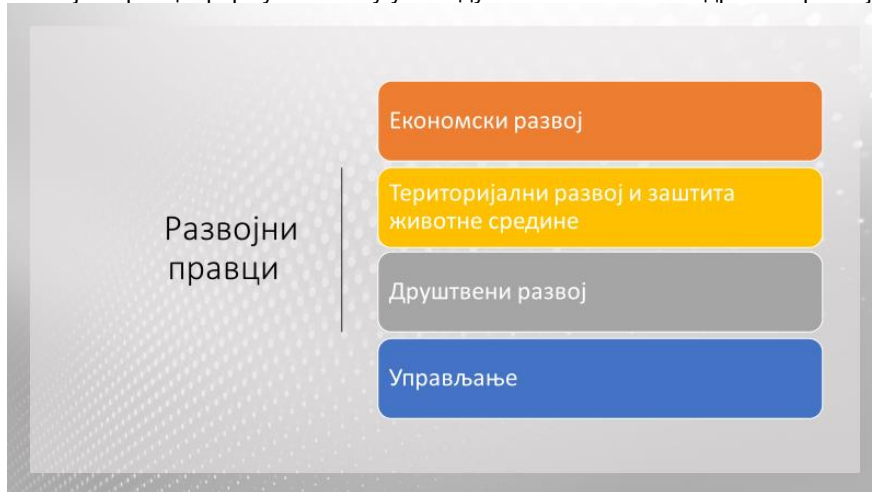 Развојни
правци
Економски развој
Територијални развој и заштита
животне средине
Друштвени развој
Управљање